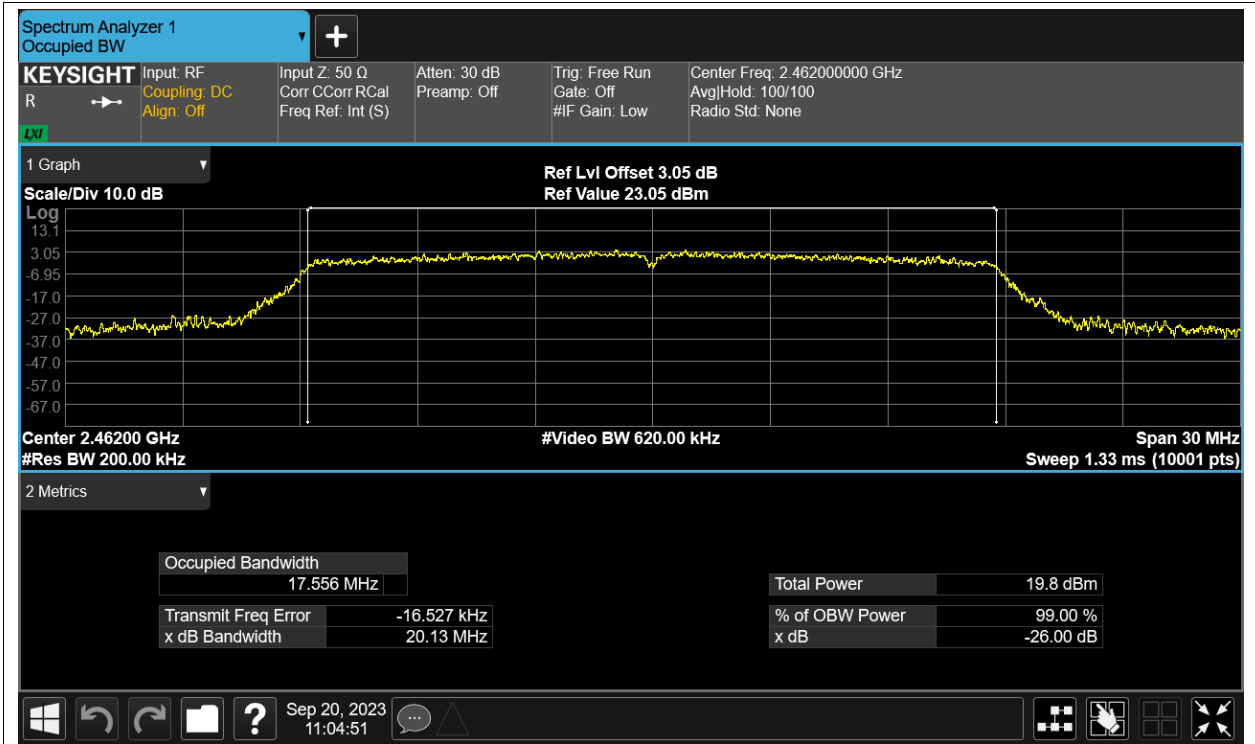 Spectrum Analyzer 1
Occupied BW
KEYSIGHT
R
LXI
Input: RF
Coupling: DC
Align: Off
Input Z: 50 Ω
Corr CCorr RCal
Freq Ref: Int (S)
Atten: 30 dB
Preamp: Off
Trig: Free Run
Gate: Off
#IF Gain: Low
Center Freq: 2.462000000 GHz
Avg|Hold: 100/100
Radio Std: None
1 Graph
Scale/Div 10.0 dB
Ref Lvl Offset 3.05 dB
Ref Value 23.05 dBm
Log
13.1
3.05
-6.95
-17.0
-27.0
-37.0
-47.0
-57.0
-67.0
Center 2.46200 GHz
#Res BW 200.00 kHz
#Video BW 620.00 kHz
Span 30 MHz
Sweep 1.33 ms (10001 pts)
2 Metrics
Occupied Bandwidth
17.556 MHz
Transmit Freq Error -16.527 kHz
x dB Bandwidth 20.13 MHz
Total Power 19.8 dBm
% of OBW Power 99.00 %
x dB -26.00 dB
?
Sep 20, 2023
11:04:51